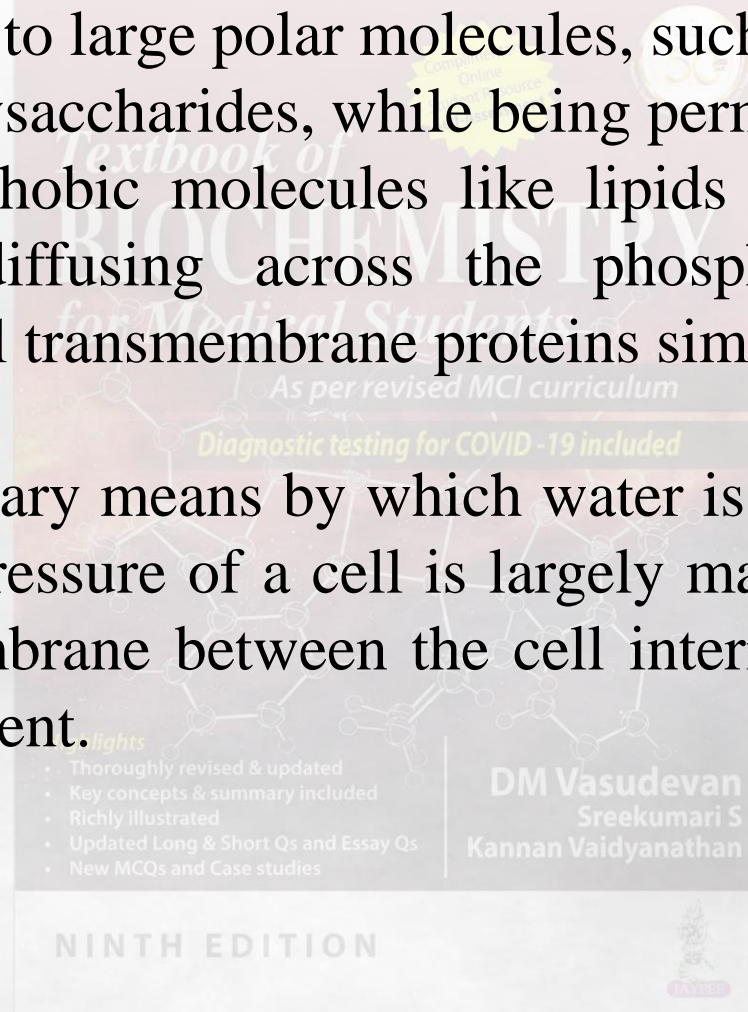 to large polar molecules, such
ysaccharides, while being perm
hobic molecules like lipids
diffusing across the phosph
l transmembrane proteins sim
ary means by which water is
ressure of a cell is largely ma
mbrane between the cell inter
ent.
Complimentary
Online
Resource
Textbook of
BIOCHEMISTRY
for Medical Students
As per revised MCI curriculum
Diagnostic testing for COVID -19 included
Highlights
• Thoroughly revised & updated
• Key concepts & summary included
• Richly illustrated
• Updated Long & Short Qs and Essay Qs
• New MCQs and Case studies
DM Vasudevan
Sreekumari S
Kannan Vaidyanathan
NINTH EDITION
JAYPEE